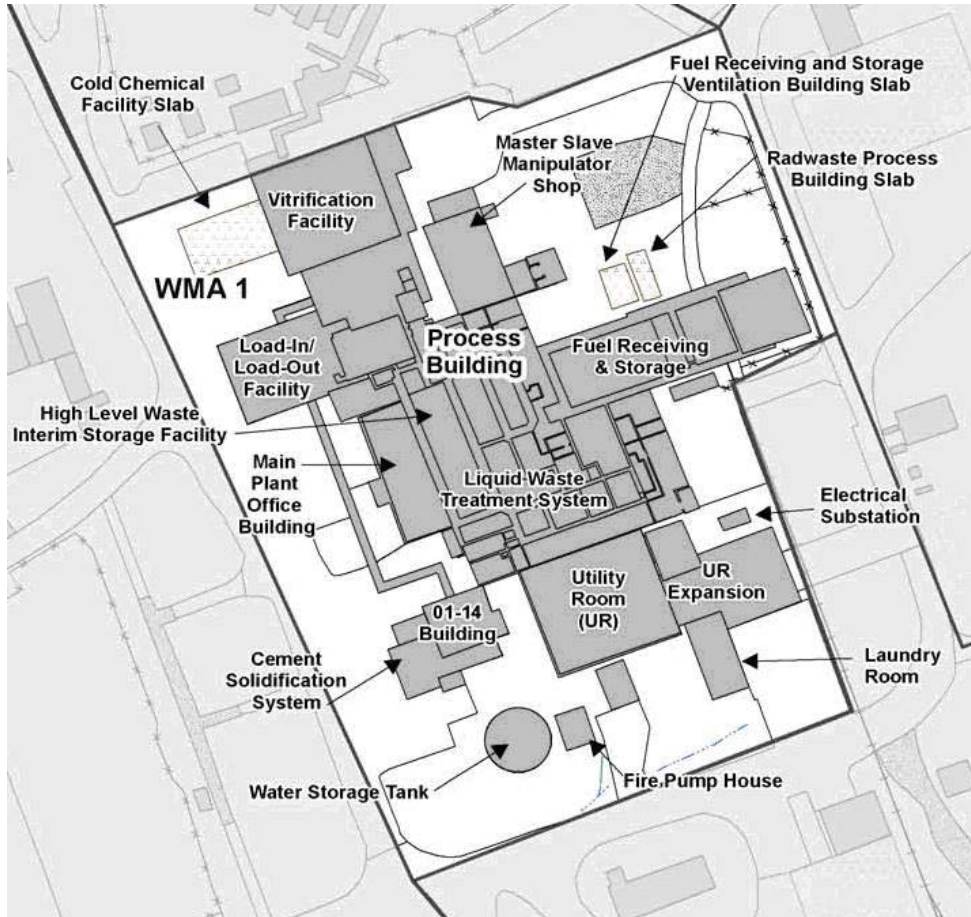 Cold Chemical
Facility Slab
Fuel Receiving and Storage
Ventilation Building Slab
Master Slave
Manipulator
Shop
Radwaste Process
Building Slab
Vitrification
Facility
WMA 1
Process
Building
Load-In/
Load-Out
Facility
Fuel Receiving
& Storage
High Level Waste
Interim Storage Facility
Main
Plant
Office
Building
Liquid Waste
Treatment System
Electrical
Substation
Utility
Room
(UR)
UR
Expansion
01-14
Building
Cement
Solidification
System
Laundry
Room
Water Storage Tank
Fire Pump House